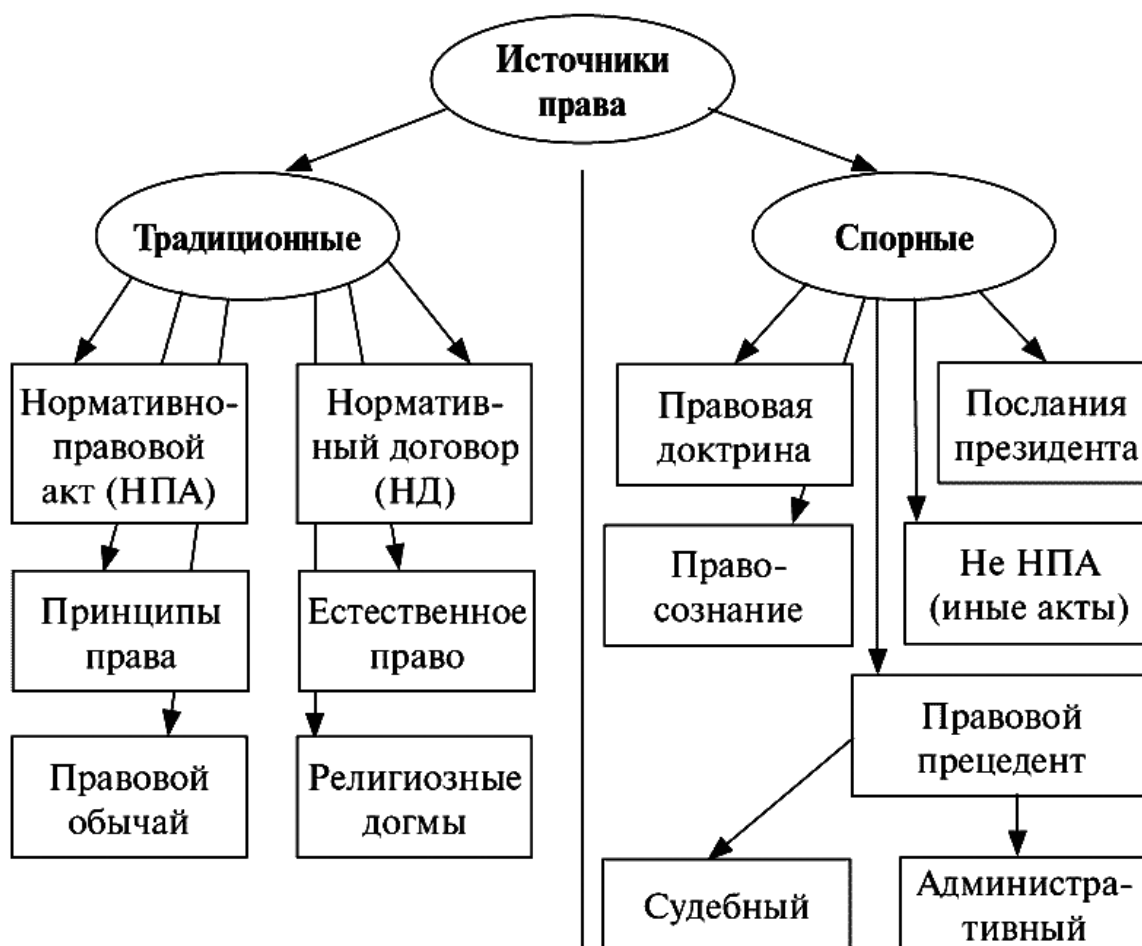 Источники
права
Традиционные
Спорные
Нормативно-
правовой
акт (НПА)
Норматив-
ный договор
(НД)
Правовая
доктрина
Послания
президента
Принципы
права
Естественное
право
Право-
сознание
Не НПА
(иные акты)
Правовой
обычай
Религиозные
догмы
Правовой
прецедент
Судебный
Администра-
тивный